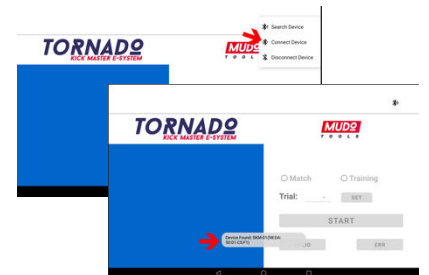 Search Device
Connect Device
Disconnect Device
TORNADO
KICK MASTER E-SYSTEM
MUDO
TOOLS
TORNADO
KICK MASTER E-SYSTEM
MUDO
TOOLS
Match
Training
Trial:
SET
START
Device Found:
ERR